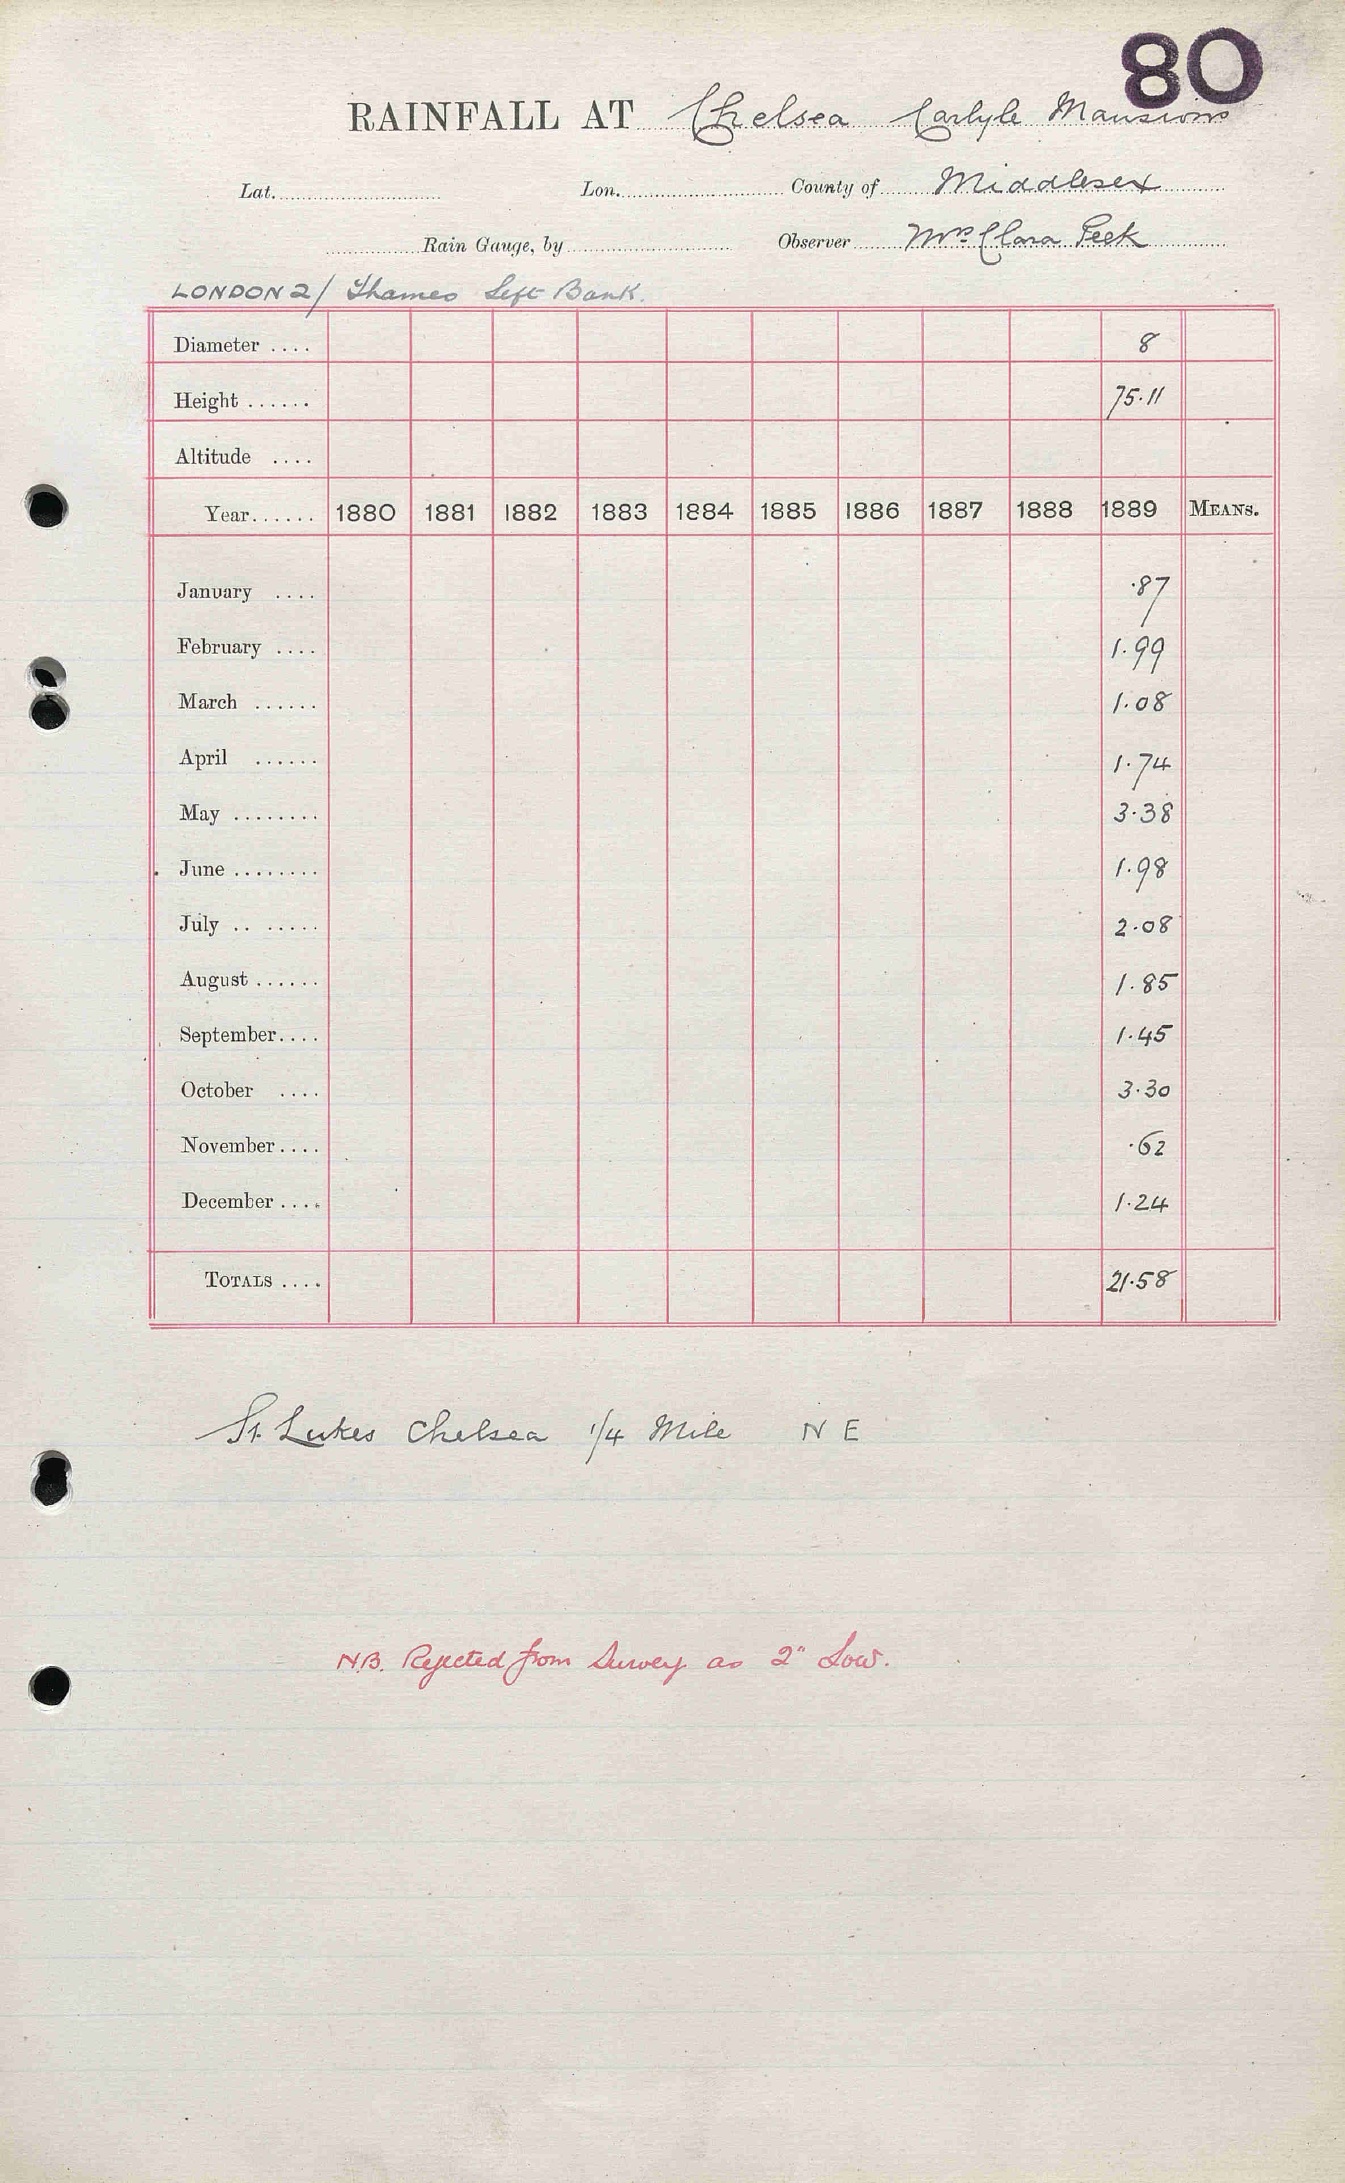 80
RAINFALL AT Chelsea Carlyle Mansions
Lat. Lon. County of Middlesex
Rain Gauge, by Observer Mrs. Clara Peek
LONDON 2/ Thames Left Bank.
Diameter .... 8
Height ...... 75.11
Altitude ....
Year...... 1880 1881 1882 1883 1884 1885 1886 1887 1888 1889 MEANS.
January .... .87
February .... 1.99
March ...... 1.08
April ...... 1.74
May ........ 3.38
June ........ 1.98
July .. ..... 2.08
August ...... 1.85
September.... 1.45
October .... 3.30
November.... .62
December .... 1.24
TOTALS .... 21.58
St. Lukes Chelsea 1/4 Mile N E
N.B. Rejected from Survey as 2" Low.